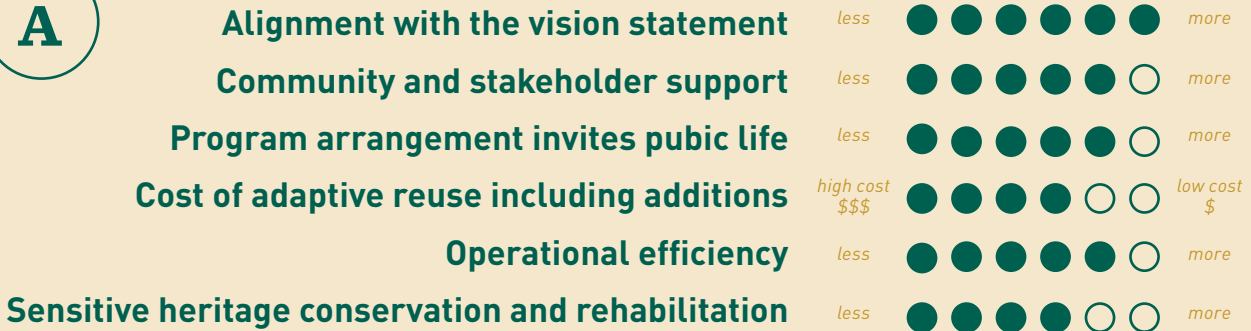 A
Alignment with the vision statement less more
Community and stakeholder support less more
Program arrangement invites pubic life less more
Cost of adaptive reuse including additions high cost low cost
$$$ $
Operational efficiency less more
Sensitive heritage conservation and rehabilitation less more